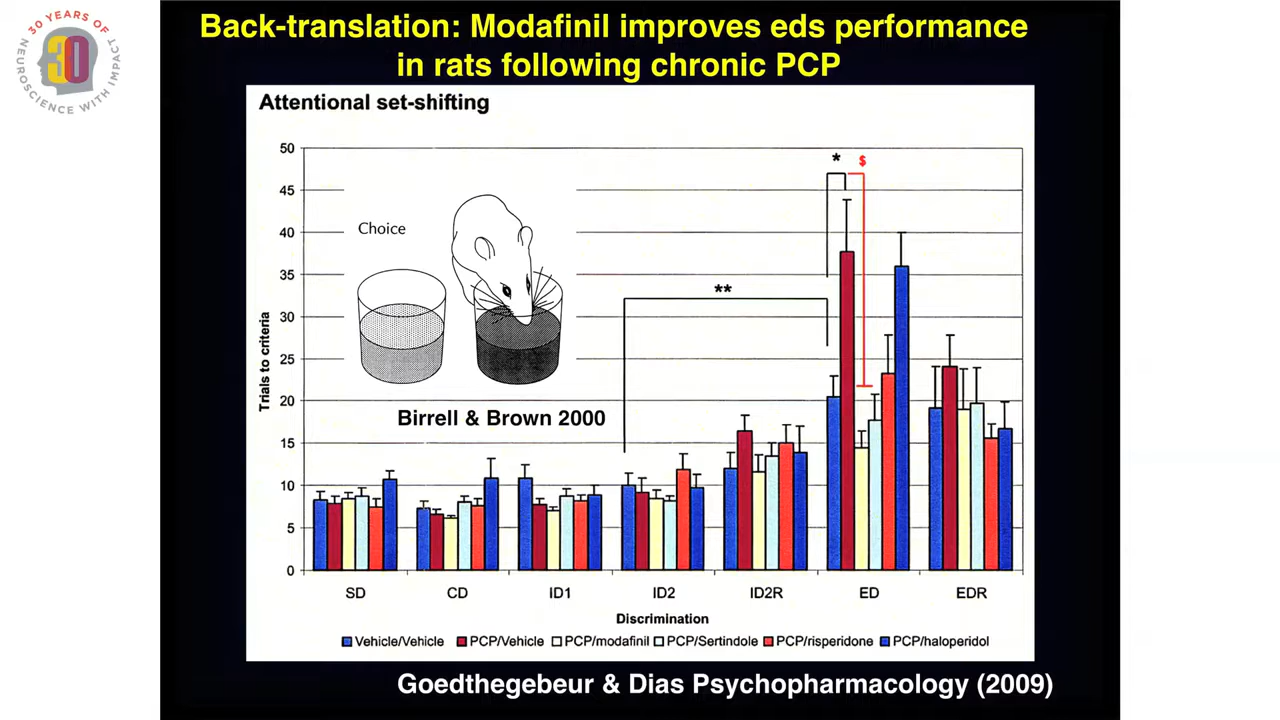 30 YEARS OF
30
NEUROSCIENCE WITH IMPACT
Back-translation: Modafinil improves eds performance
in rats following chronic PCP
Attentional set-shifting
50
45
40
35
30
25
20
15
10
5
0
Trials to criteria
Choice
Birrell & Brown 2000
**
*
$
SD CD ID1 ID2 ID2R ED EDR
Discrimination
Vehicle/Vehicle PCP/Vehicle PCP/modafinil PCP/Sertindole PCP/risperidone PCP/haloperidol
Goedthegebeur & Dias Psychopharmacology (2009)